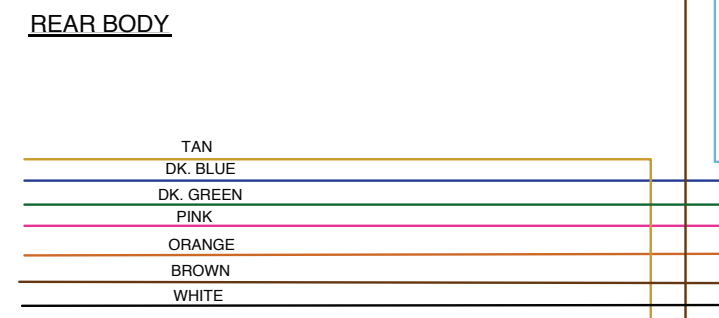 REAR BODY
TAN
DK. BLUE
DK. GREEN
PINK
ORANGE
BROWN
WHITE